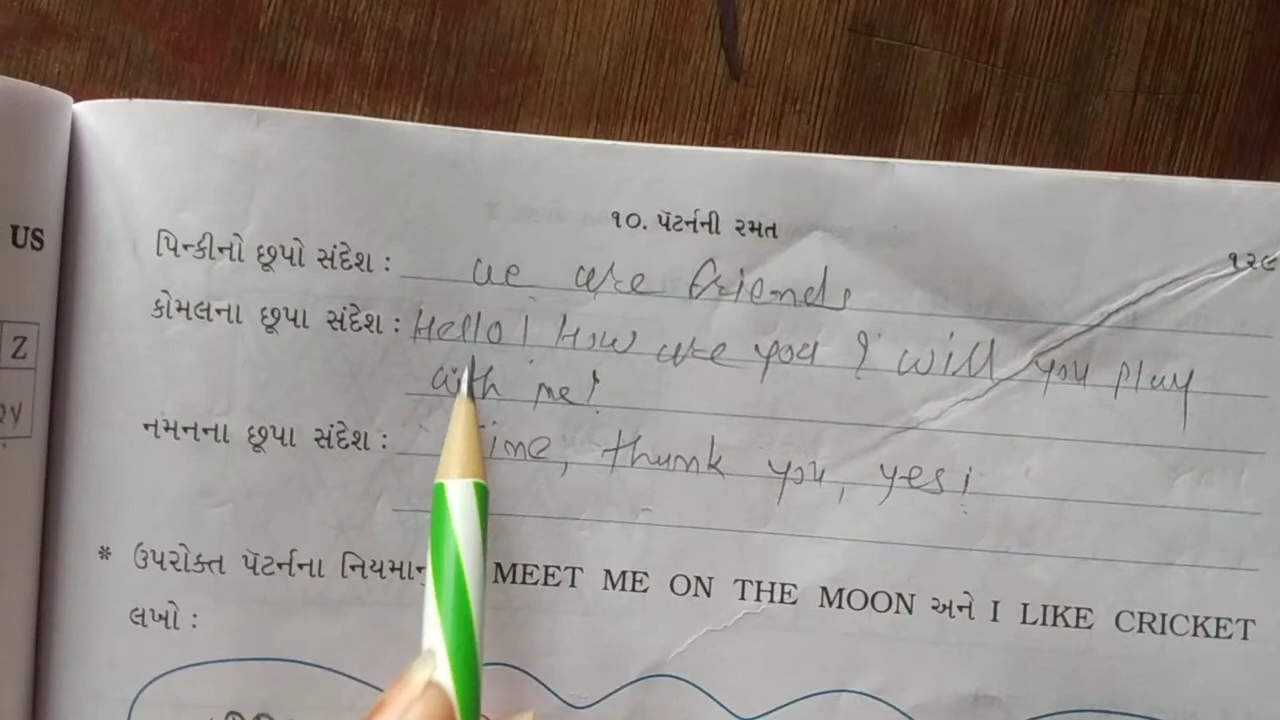 US
Z
૧૦. પૅટર્નની રમત
૧૨૯
પિન્કીનો છૂપો સંદેશ : we are friends
કોમલના છૂપા સંદેશ : Hello! How are you ? will you play
with me!
નમનના છૂપા સંદેશ : Fine, thank you, yes!
* ઉપરોક્ત પૅટર્નના MEET ME ON THE MOON અને I LIKE CRICKET
લખો :